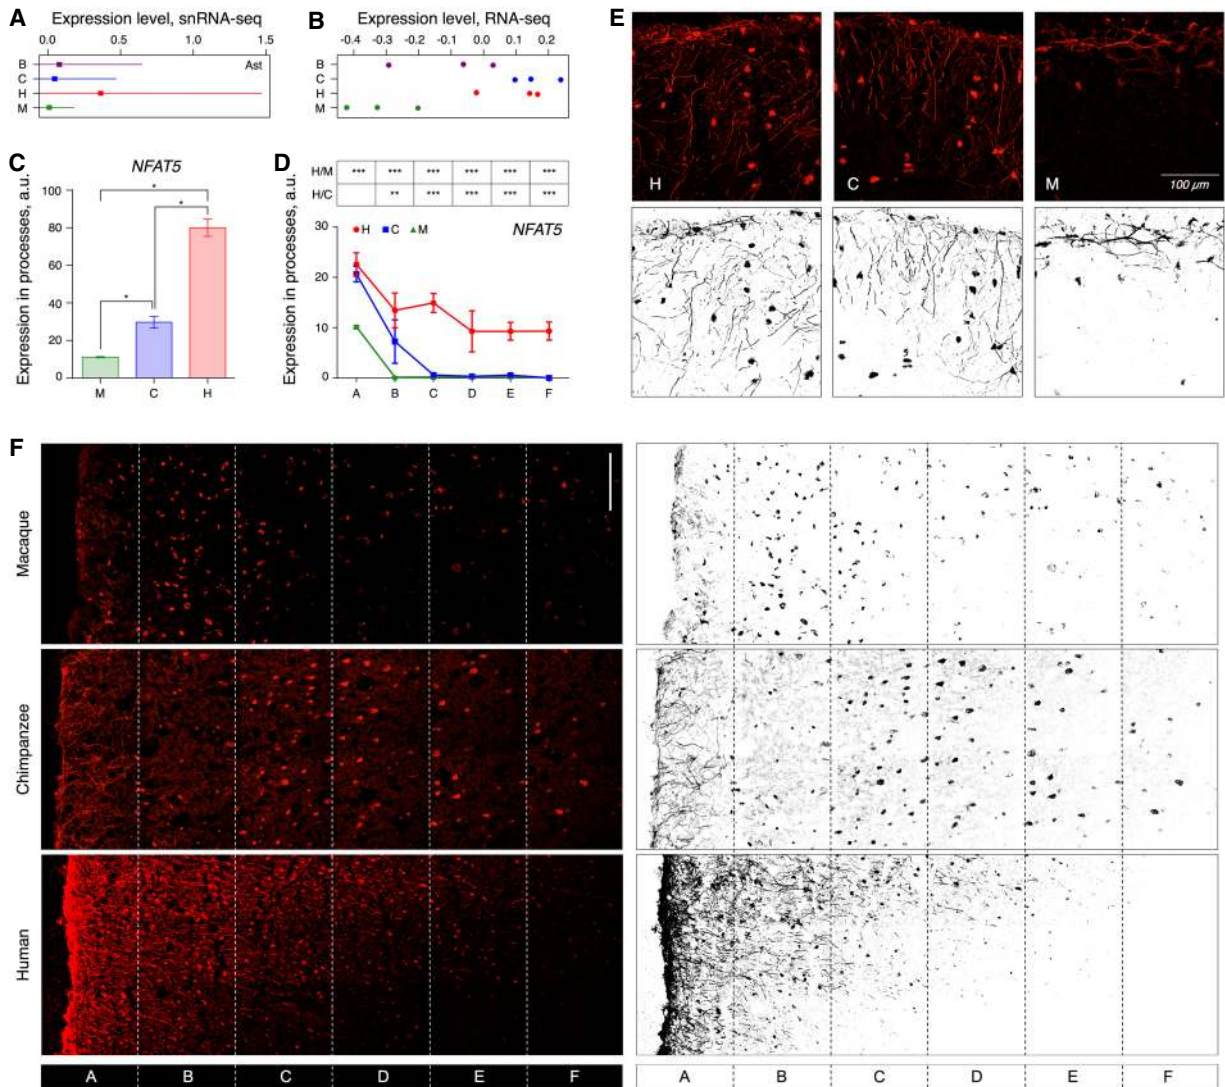 A
Expression level, snRNA-seq
0.0 0.5 1.0 1.5
B
C
H
M
Ast
B
Expression level, RNA-seq
-0.4 -0.3 -0.2 -0.1 0.0 0.1 0.2
B
C
H
M
C
NFAT5
Expression in processes, a.u.
100
80
60
40
20
0
*
*
*
M C H
D
H/M *** *** *** *** *** ***
H/C ** *** *** *** ***
NFAT5
H C M
Expression in processes, a.u.
30
20
10
0
A B C D E F
E
H
C
M
100 µm
F
Macaque
Chimpanzee
Human
A B C D E F
A B C D E F